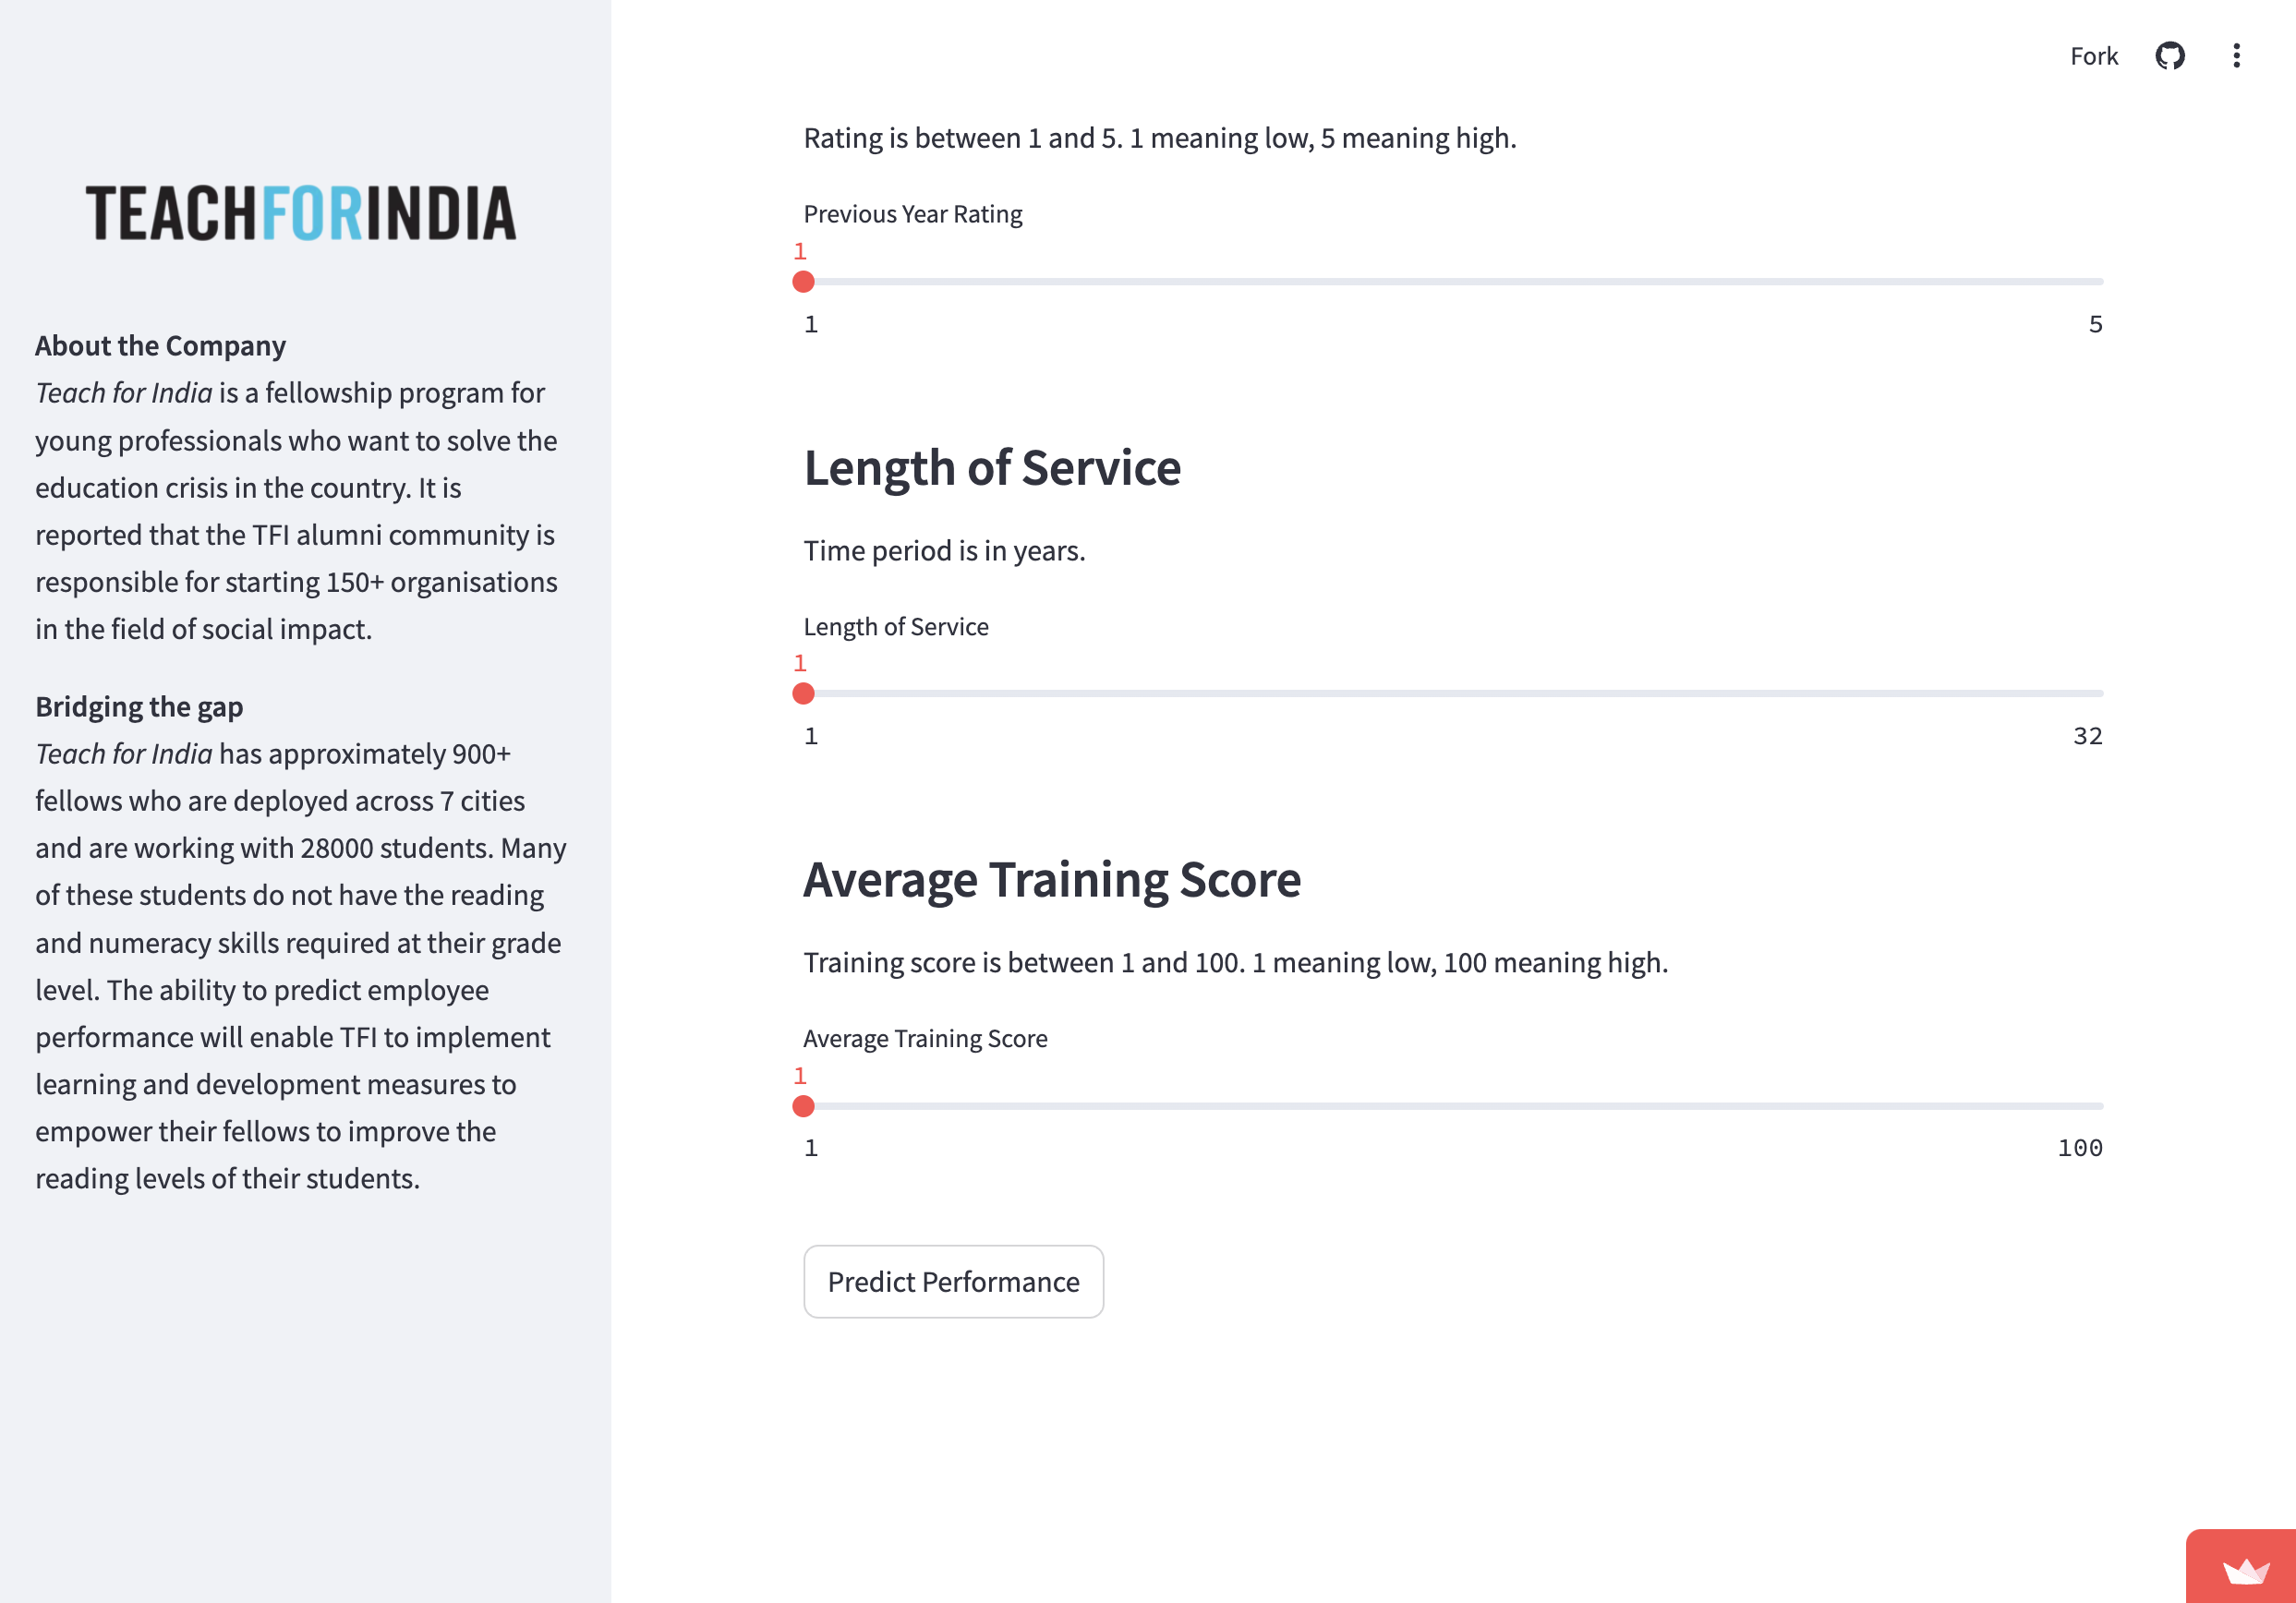 TEACHFORINDIA
About the Company
Teach for India is a fellowship program for
young professionals who want to solve the
education crisis in the country. It is
reported that the TFI alumni community is
responsible for starting 150+ organisations
in the field of social impact.
Bridging the gap
Teach for India has approximately 900+
fellows who are deployed across 7 cities
and are working with 28000 students. Many
of these students do not have the reading
and numeracy skills required at their grade
level. The ability to predict employee
performance will enable TFI to implement
learning and development measures to
empower their fellows to improve the
reading levels of their students.
Fork
Rating is between 1 and 5. 1 meaning low, 5 meaning high.
Previous Year Rating
1
1 5
Length of Service
Time period is in years.
Length of Service
1
1 32
Average Training Score
Training score is between 1 and 100. 1 meaning low, 100 meaning high.
Average Training Score
1
1 100
Predict Performance